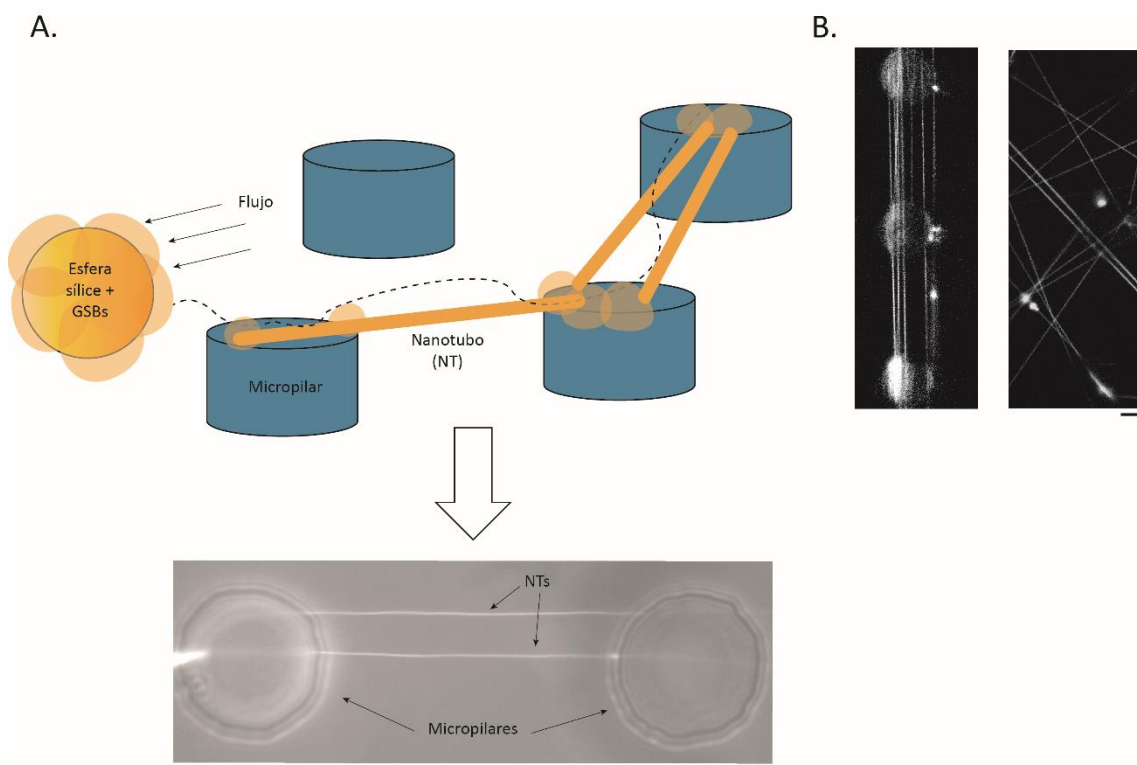 A.
B.
Flujo
Esfera
sílice +
GSBs
Nanotubo
(NT)
Micropilar
NTs
Micropilares